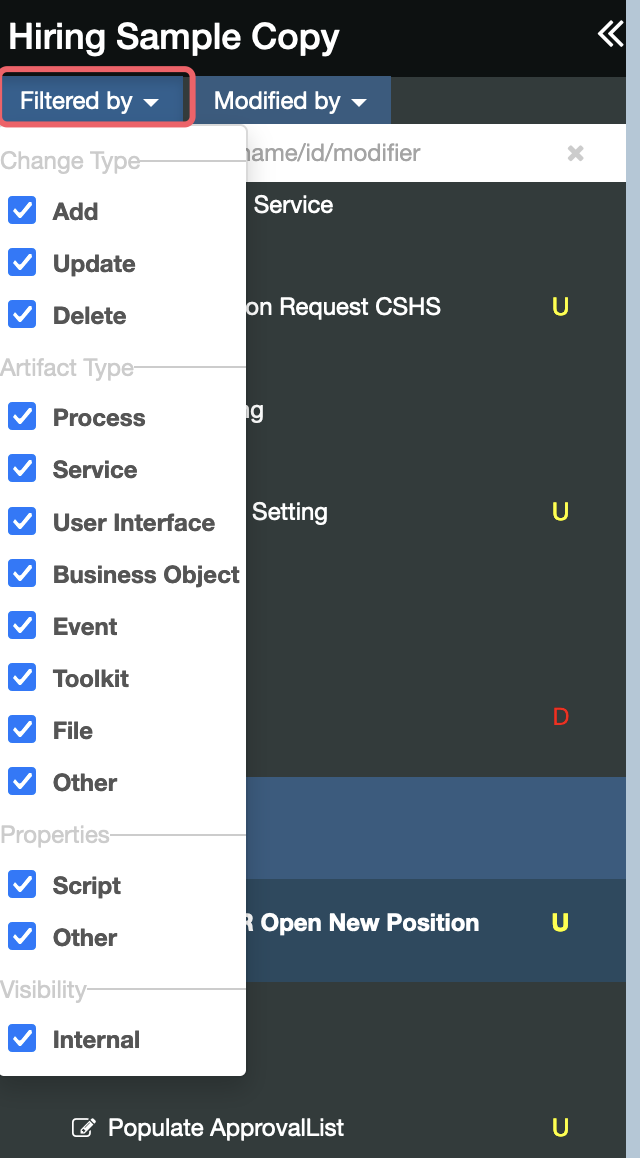 Hiring Sample Copy
Filtered by
Modified by
Change Type
name/id/modifier
Add
Service
Update
on Request CSHS
U
Delete
Artifact Type
Process
Service
Setting
U
User Interface
Business Object
Event
Toolkit
D
File
Other
Properties
Script
R Open New Position
U
Other
Visibility
Internal
Populate ApprovalList
U